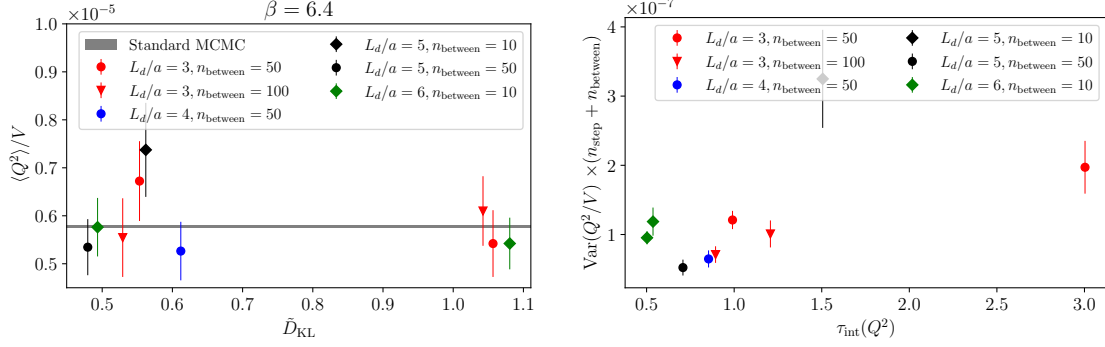 ×10⁻⁵
β = 6.4
1.0
0.9
0.8
0.7
0.6
0.5
⟨Q²⟩/V
Standard MCMC
L_d/a = 3, n_between = 50
L_d/a = 3, n_between = 100
L_d/a = 4, n_between = 50
L_d/a = 5, n_between = 10
L_d/a = 5, n_between = 50
L_d/a = 6, n_between = 10
0.5 0.6 0.7 0.8 0.9 1.0 1.1
D̃_KL
×10⁻⁷
4
3
2
1
Var(Q²/V) ×(n_step + n_between)
L_d/a = 3, n_between = 50
L_d/a = 3, n_between = 100
L_d/a = 4, n_between = 50
L_d/a = 5, n_between = 10
L_d/a = 5, n_between = 50
L_d/a = 6, n_between = 10
0.5 1.0 1.5 2.0 2.5 3.0
τ_int(Q²)